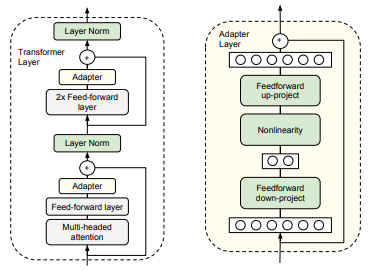 Layer Norm
Transformer
Layer
+
Adapter
2x Feed-forward
layer
Layer Norm
+
Adapter
Feed-forward layer
Multi-headed
attention
Adapter
Layer
+
Feedforward
up-project
Nonlinearity
Feedforward
down-project